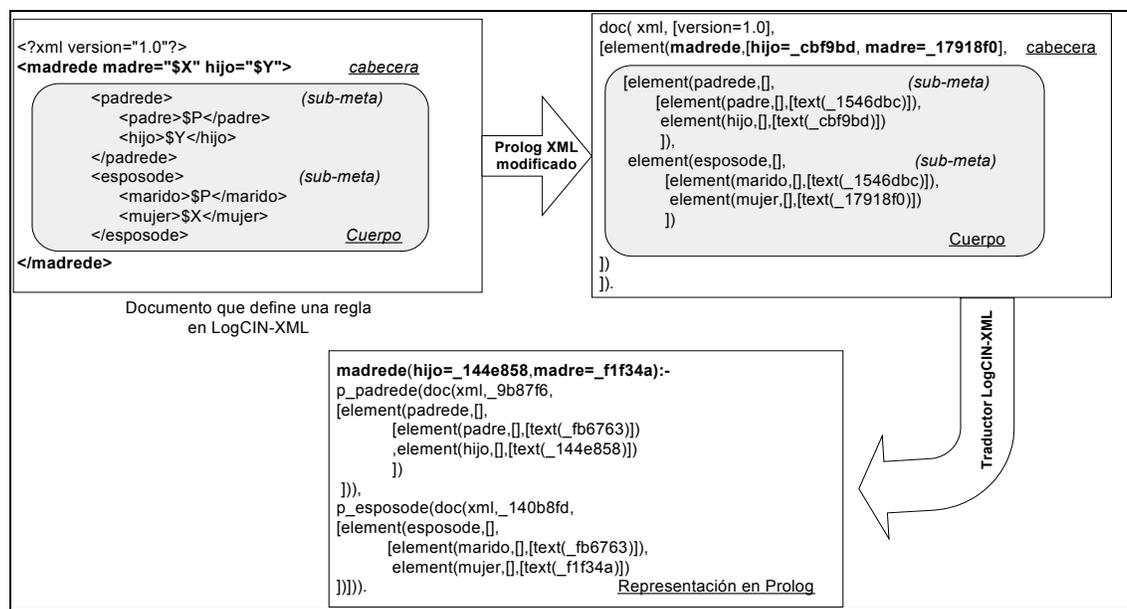 <?xml version="1.0"?>
<madrede madre="$X" hijo="$Y"> cabecera
<padrede> (sub-meta)
<padre>$P</padre>
<hijo>$Y</hijo>
</padrede>
<esposode> (sub-meta)
<marido>$P</marido>
<mujer>$X</mujer>
</esposode> Cuerpo
</madrede>
Documento que define una regla
en LogCIN-XML
Prolog XML
modificado
doc( xml, [version=1.0],
[element(madrede,[hijo=_cbf9bd, madre=_17918f0], cabecera
[element(padrede,[], (sub-meta)
[element(padre,[],[text(_1546dbc)]),
element(hijo,[],[text(_cbf9bd)])
]),
element(esposode,[], (sub-meta)
[element(marido,[],[text(_1546dbc)]),
element(mujer,[],[text(_17918f0)])
])
Cuerpo
])
]).
Traductor LogCIN-XML
madrede(hijo=_144e858,madre=_f1f34a):-
p_padrede(doc(xml,_9b87f6,
[element(padrede,[],
[element(padre,[],[text(_fb6763)])
,element(hijo,[],[text(_144e858)])
])
])),
p_esposode(doc(xml,_140b8fd,
[element(esposode,[],
[element(marido,[],[text(_fb6763)]),
element(mujer,[],[text(_f1f34a)])
])])). Representación en Prolog